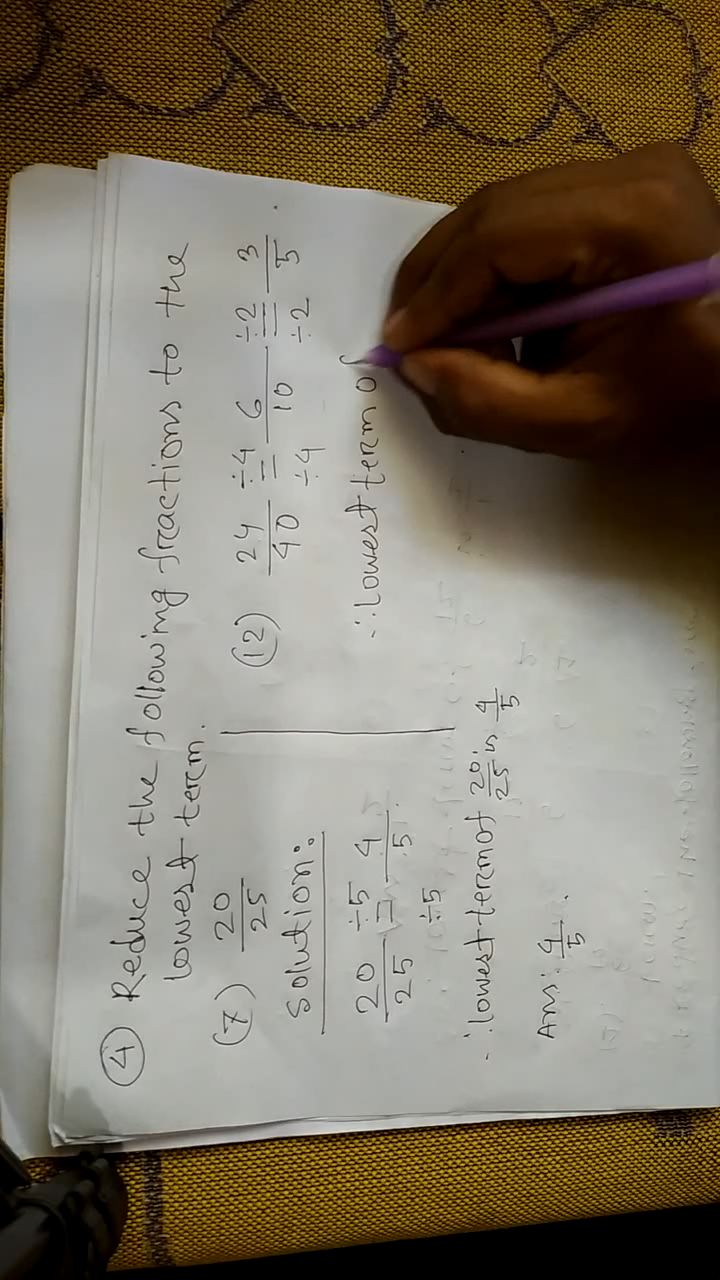 4 Reduce the following fractions to the
lowest term.
(7) 20/25
Solution:
20/25 ÷5/÷5 = 4/5
∴ lowest term of 20/25 is 4/5
Ans: 4/5.
(12) 24/40 ÷4/÷4 = 6/10 ÷2/÷2 = 3/5
∴ Lowest term of